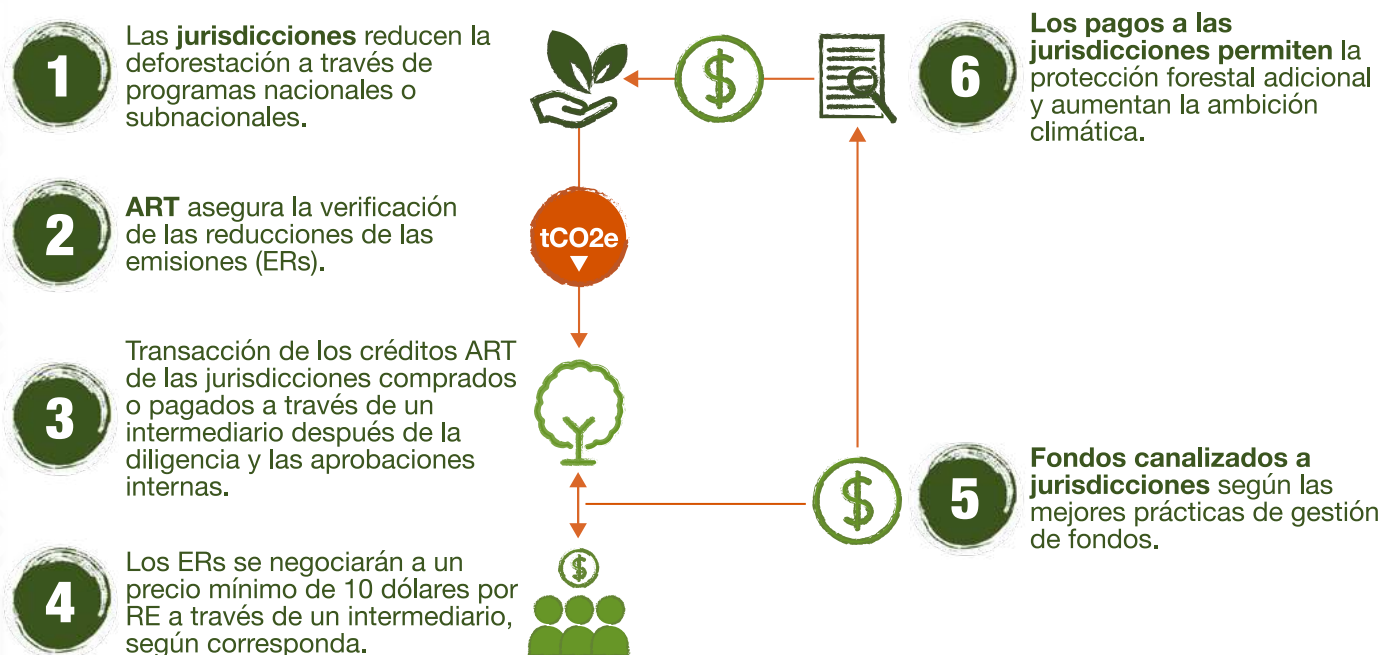 1
Las jurisdicciones reducen la
deforestación a través de
programas nacionales o
subnacionales.
2
ART asegura la verificación
de las reducciones de las
emisiones (ERs).
3
Transacción de los créditos ART
de las jurisdicciones comprados
o pagados a través de un
intermediario después de la
diligencia y las aprobaciones
internas.
4
Los ERs se negociarán a un
precio mínimo de 10 dólares por
RE a través de un intermediario,
según corresponda.
$
tCO2e
$
$
6
Los pagos a las
jurisdicciones permiten la
protección forestal adicional
y aumentan la ambición
climática.
5
Fondos canalizados a
jurisdicciones según las
mejores prácticas de gestión
de fondos.